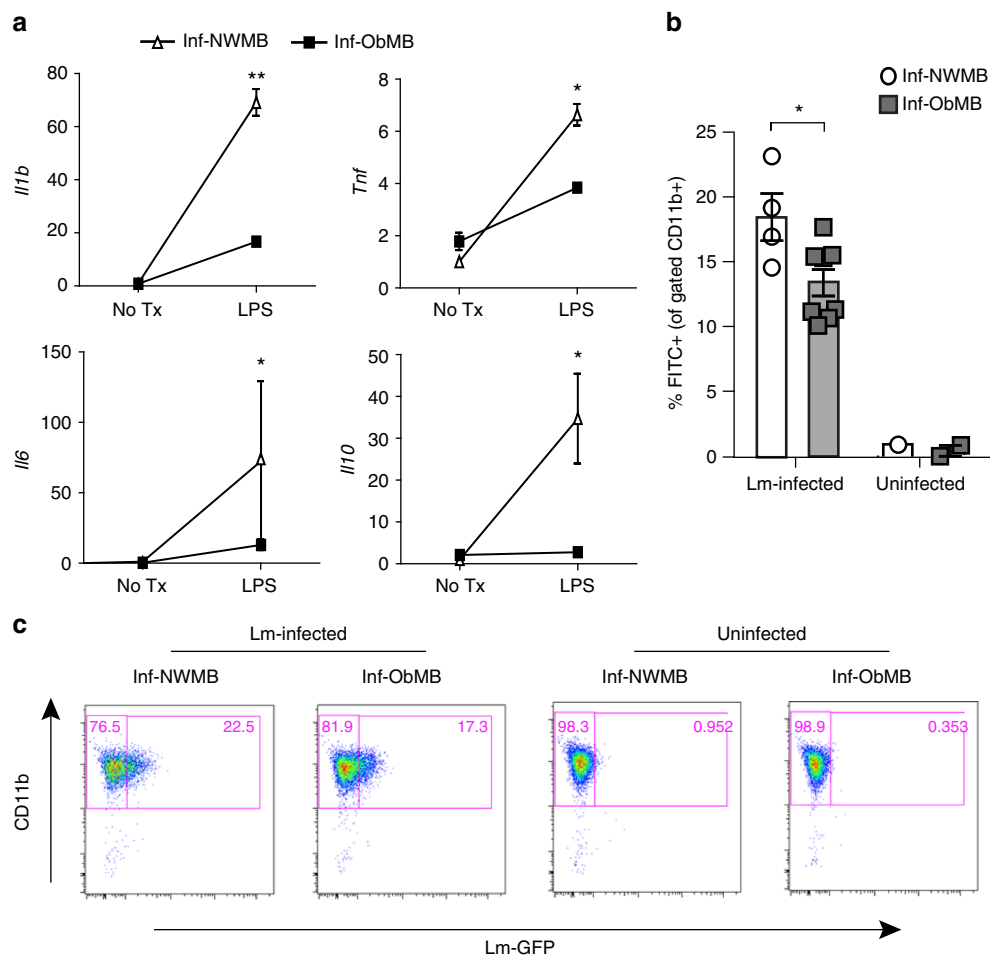 a
Inf-NWMB Inf-ObMB
80
60
40
20
0
Il1b
**
No Tx LPS
8
6
4
2
0
Tnf
*
No Tx LPS
150
100
50
0
Il6
*
No Tx LPS
50
40
30
20
10
0
Il10
*
No Tx LPS
b
Inf-NWMB
Inf-ObMB
25
20
15
10
5
0
% FITC+ (of gated CD11b+)
*
Lm-infected Uninfected
c
Lm-infected Uninfected
Inf-NWMB Inf-ObMB Inf-NWMB Inf-ObMB
76.5 22.5
81.9 17.3
98.3 0.952
98.9 0.353
CD11b
Lm-GFP